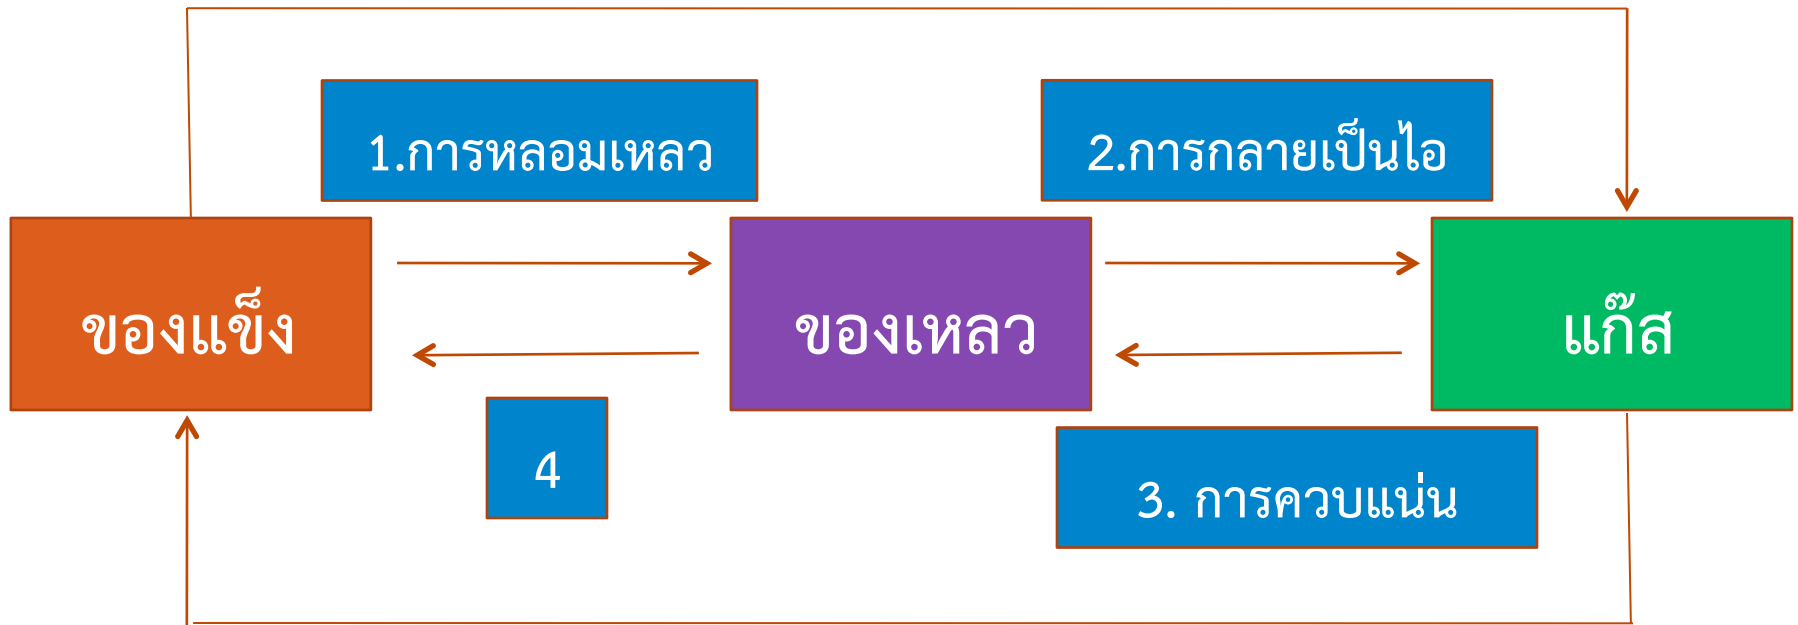 1.การหลอมเหลว
2.การกลายเป็นไอ
ของแข็ง
ของเหลว
แก๊ส
4
3. การควบแน่น